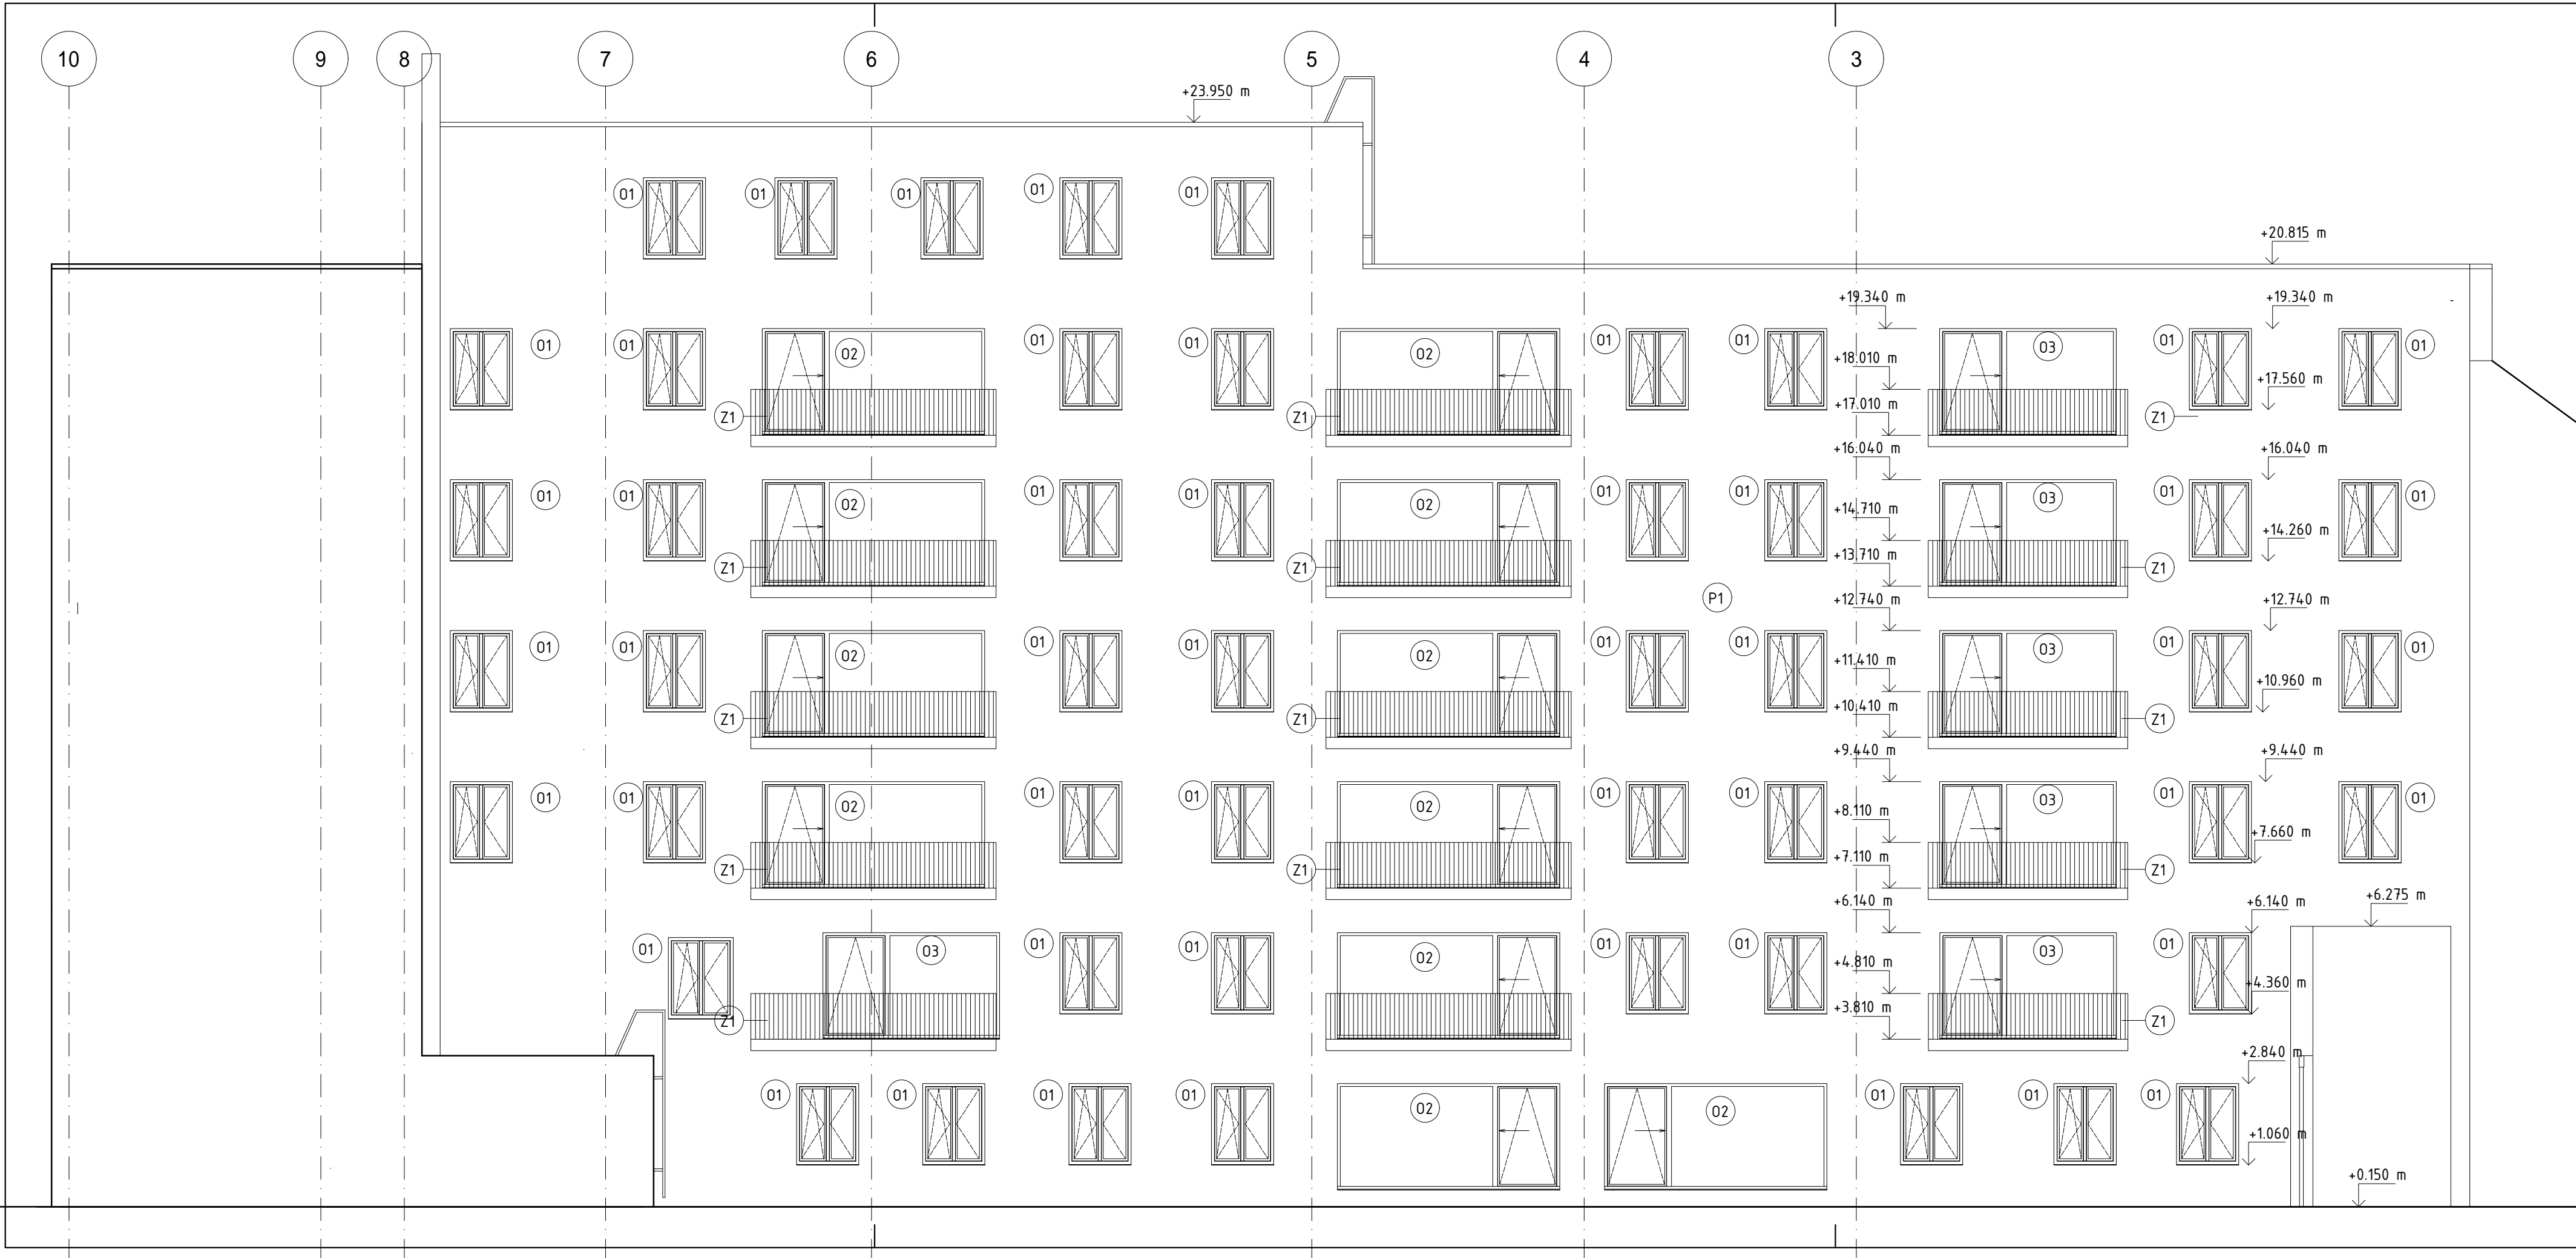 10 9 8 7 6 5 4 3
+23.950 m
01 01 01 01 01
+20.815 m
+19.340 m +19.340 m
01 01 02 01 01 02 01 01 03 01 01
+18.010 m
+17.560 m
+17.010 m
Z1 Z1 Z1
+16.040 m +16.040 m
01 01 02 01 01 02 01 01 03 01 01
+14.710 m
+14.260 m
+13.710 m
Z1 Z1 Z1
P1
+12.740 m +12.740 m
01 01 02 01 01 02 01 01 03 01 01
+11.410 m
+10.960 m
+10.410 m
Z1 Z1 Z1
+9.440 m +9.440 m
01 01 02 01 01 02 01 01 03 01 01
+8.110 m
+7.660 m
+7.110 m
Z1 Z1 Z1
+6.275 m
+6.140 m +6.140 m
01 03 01 01 02 01 01 03 01
+4.810 m
+4.360 m
+3.810 m
Z1 Z1
+2.840 m
01 01 01 01 02 02 01 01 01
+1.060 m
+0.150 m